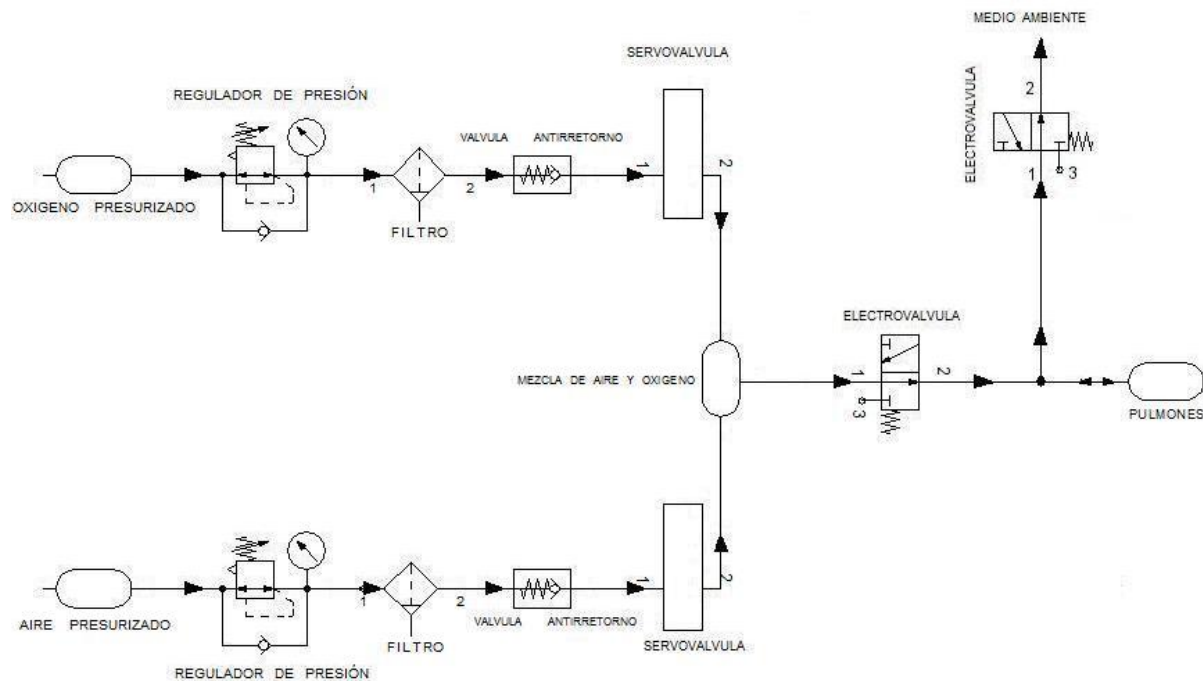 MEDIO AMBIENTE
2
ELECTROVALVULA
1
3
SERVOVALVULA
REGULADOR DE PRESIÓN
VALVULA ANTIRRETORNO
1
2
1
2
OXIGENO PRESURIZADO
FILTRO
ELECTROVALVULA
MEZCLA DE AIRE Y OXIGENO
1
2
3
PULMONES
1
2
1
2
AIRE PRESURIZADO
FILTRO
VALVULA ANTIRRETORNO
SERVOVALVULA
REGULADOR DE PRESIÓN